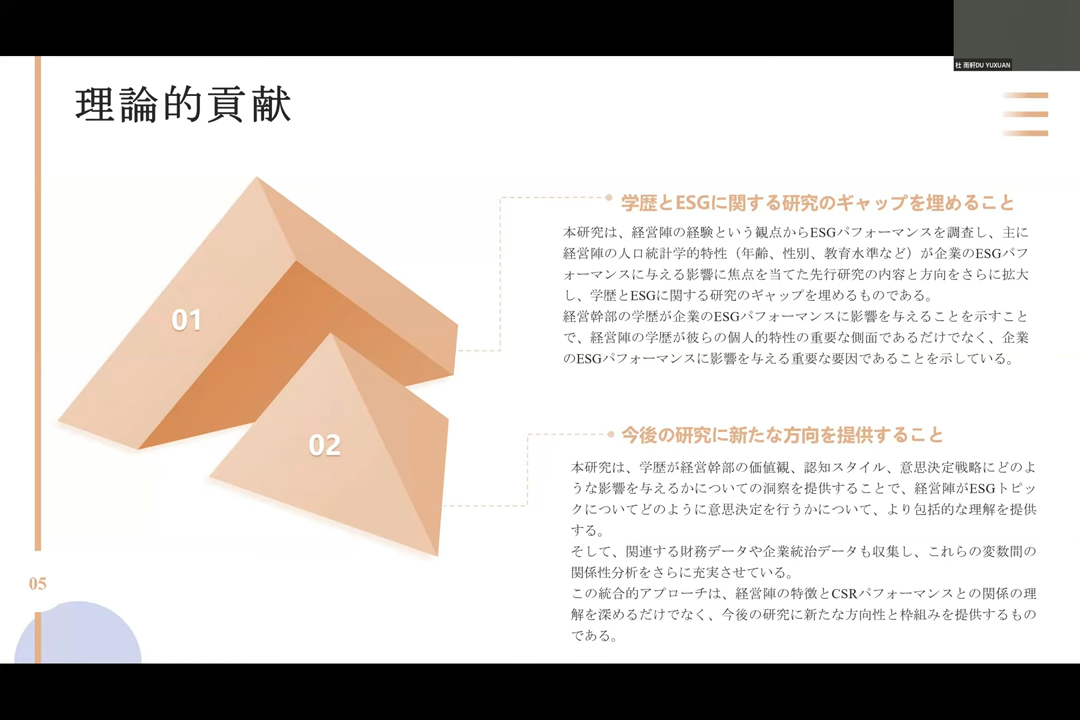 杜 雨軒DU YUXUAN
理論的貢献
01
学歴とESGに関する研究のギャップを埋めること
本研究は、経営陣の経験という観点からESGパフォーマンスを調査し、主に
経営陣の人口統計学的特性（年齢、性別、教育水準など）が企業のESGパフ
ォーマンスに与える影響に焦点を当てた先行研究の内容と方向をさらに拡大
し、学歴とESGに関する研究のギャップを埋めるものである。
経営幹部の学歴が企業のESGパフォーマンスに影響を与えることを示すこと
で、経営陣の学歴が彼らの個人的特性の重要な側面であるだけでなく、企業
のESGパフォーマンスに影響を与える重要な要因であることを示している。
02
今後の研究に新たな方向を提供すること
本研究は、学歴が経営幹部の価値観、認知スタイル、意思決定戦略にどのよ
うな影響を与えるかについての洞察を提供することで、経営陣がESGトピッ
クについてどのように意思決定を行うかについて、より包括的な理解を提供
する。
そして、関連する財務データや企業統治データも収集し、これらの変数間の
関係性分析をさらに充実させている。
この統合的アプローチは、経営陣の特徴とCSRパフォーマンスとの関係の理
解を深めるだけでなく、今後の研究に新たな方向性と枠組みを提供するもの
である。
05